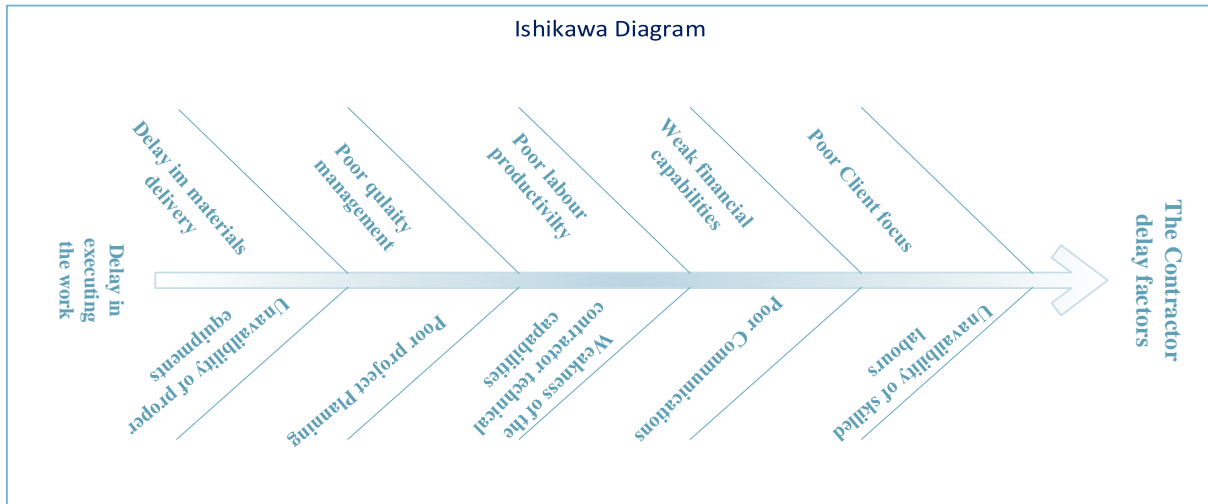 Ishikawa Diagram
Delay im materials
delivery
Poor qulaity
management
Poor labour
productivilty
Weak financial
capabilities
Poor Client focus
Delay in
executing
the work
The Contractor
delay factors
Unavailbility of proper
equipments
Poor project Planning
Weakness of the
contractor technical
capabilities
Poor Communications
Unavailbility of skilled
labours